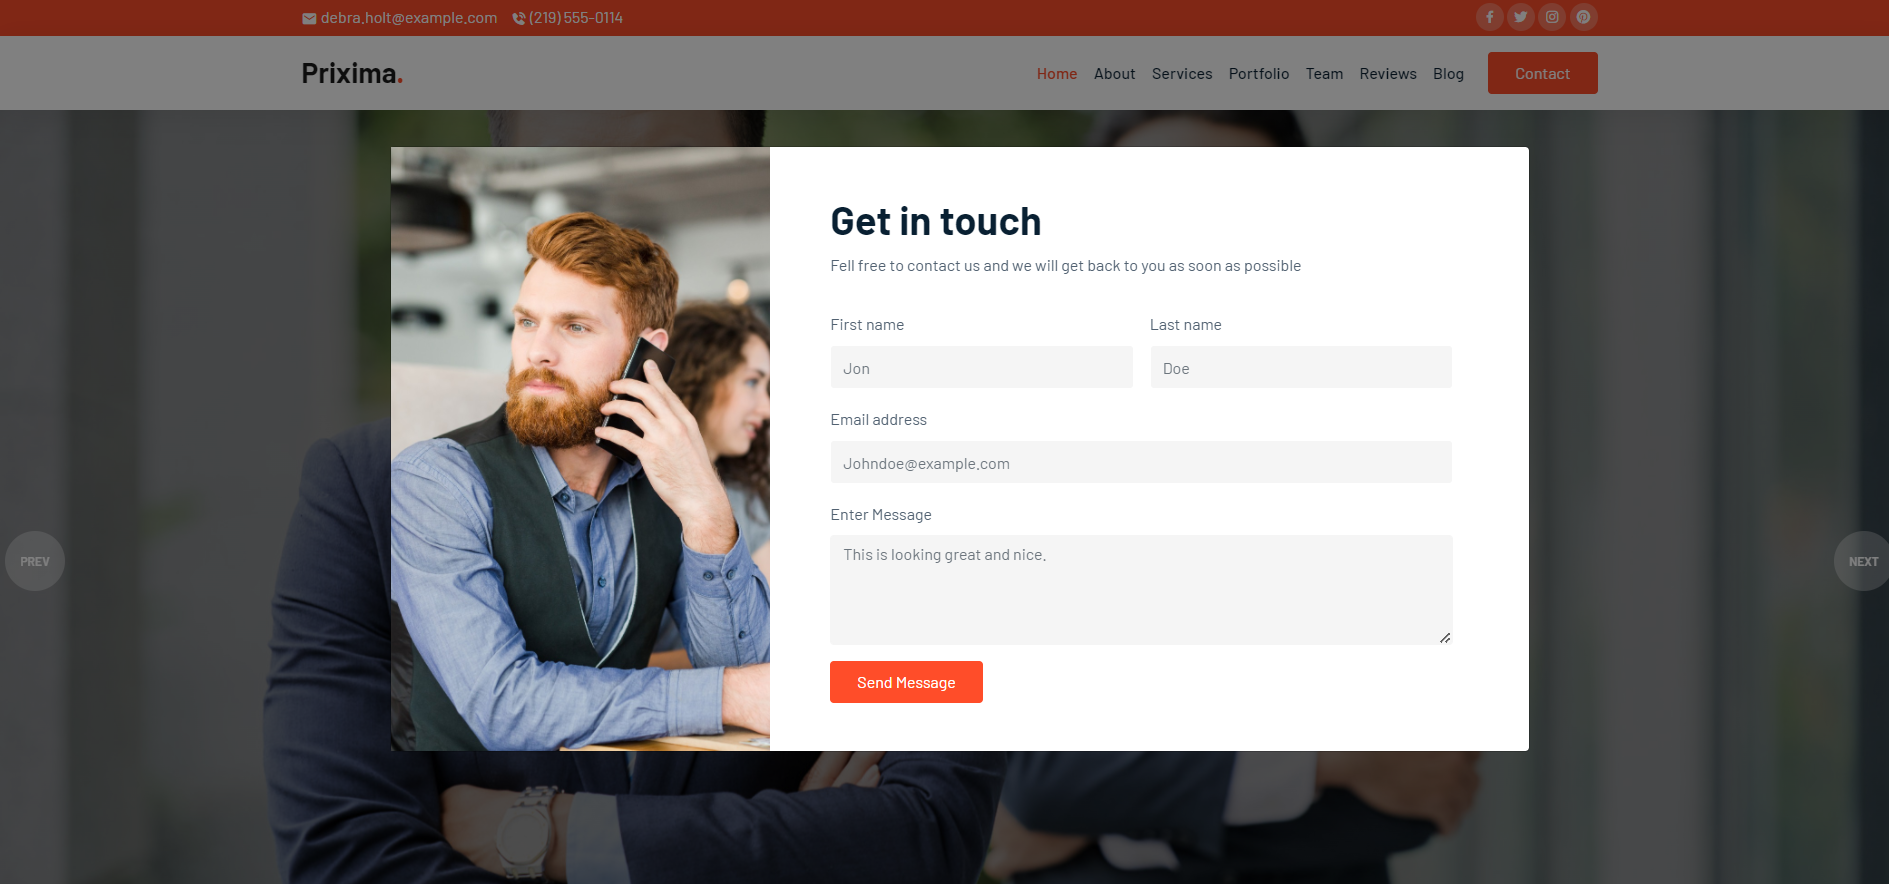 debra.holt@example.com (219) 555-0114
Prixima.
Home About Services Portfolio Team Reviews Blog Contact
Get in touch
Fell free to contact us and we will get back to you as soon as possible
First name Last name
Jon Doe
Email address
Johndoe@example.com
Enter Message
This is looking great and nice.
PREV NEXT
Send Message